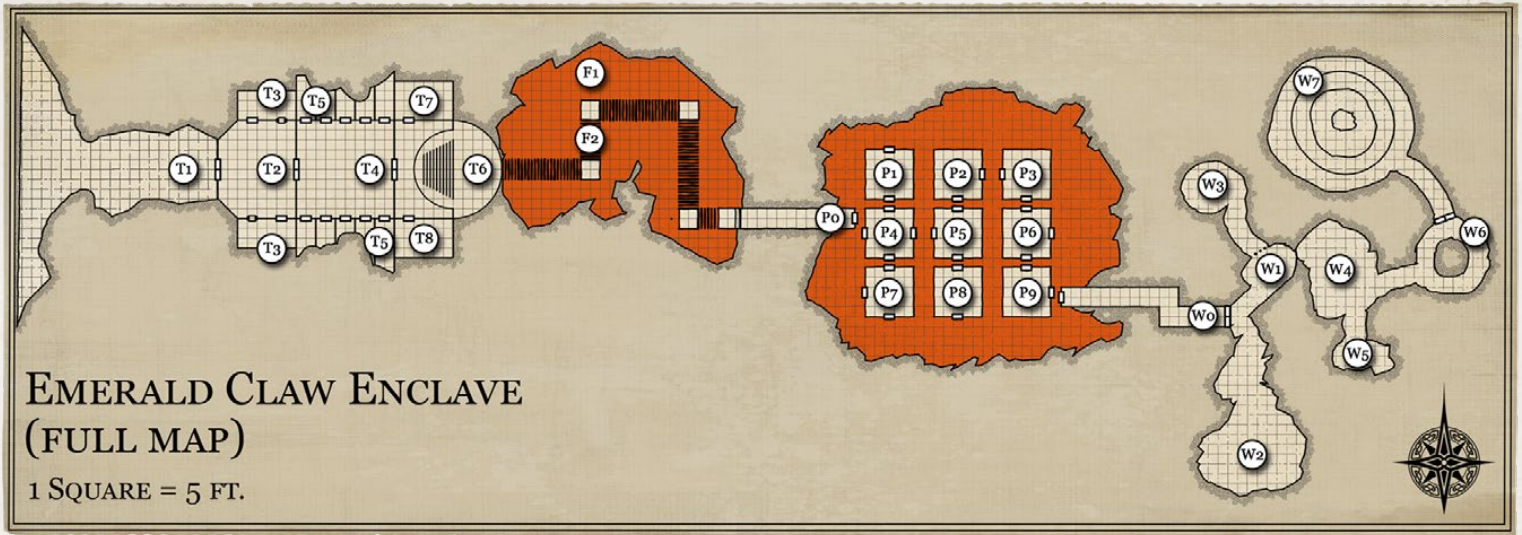 F1
T3
T5
T7
W7
F2
T1
T2
T4
T6
P1
P2
P3
W3
P0
P4
P5
P6
T3
T5
T8
W1
W4
W6
P7
P8
P9
W0
W5
EMERALD CLAW ENCLAVE
(FULL MAP)
1 SQUARE = 5 FT.
W2